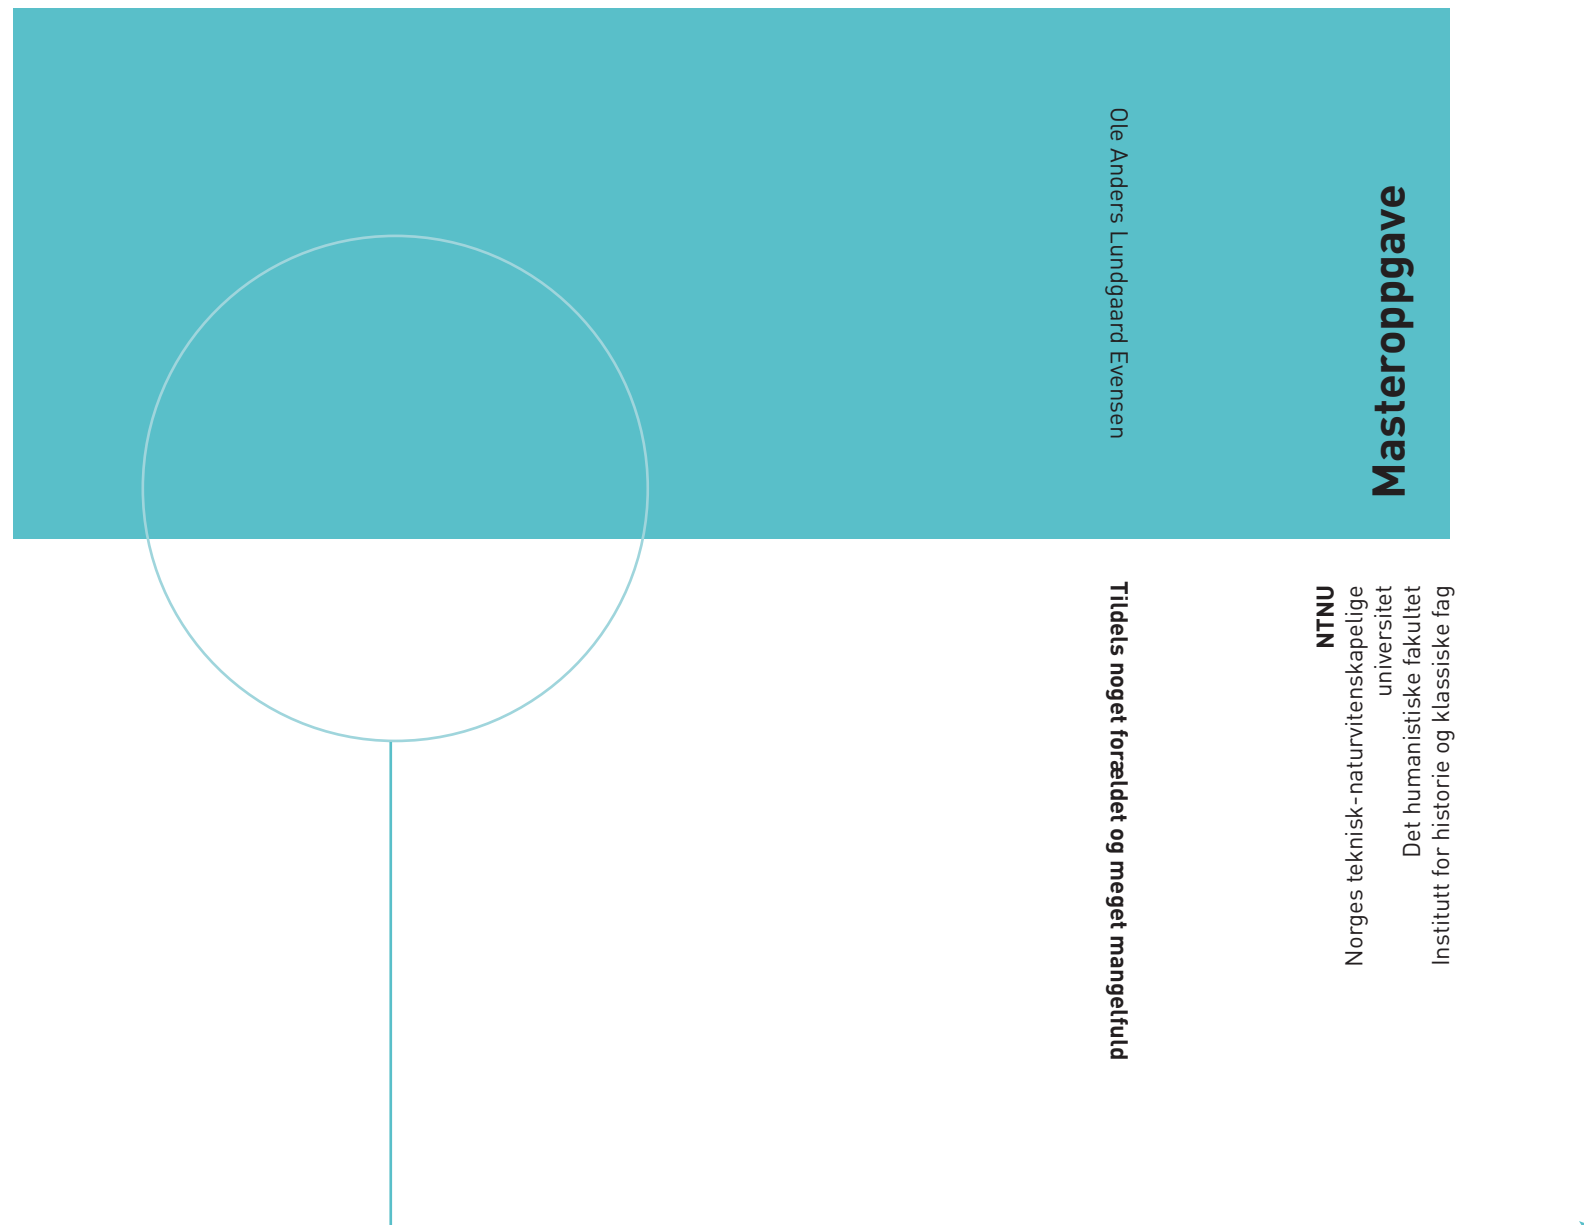 Masteroppgave
NTNU
Norges teknisk-naturvitenskapelige
universitet
Det humanistiske fakultet
Institutt for historie og klassiske fag
Ole Anders Lundgaard Evensen
Tildels noget forældet og meget mangelfuld